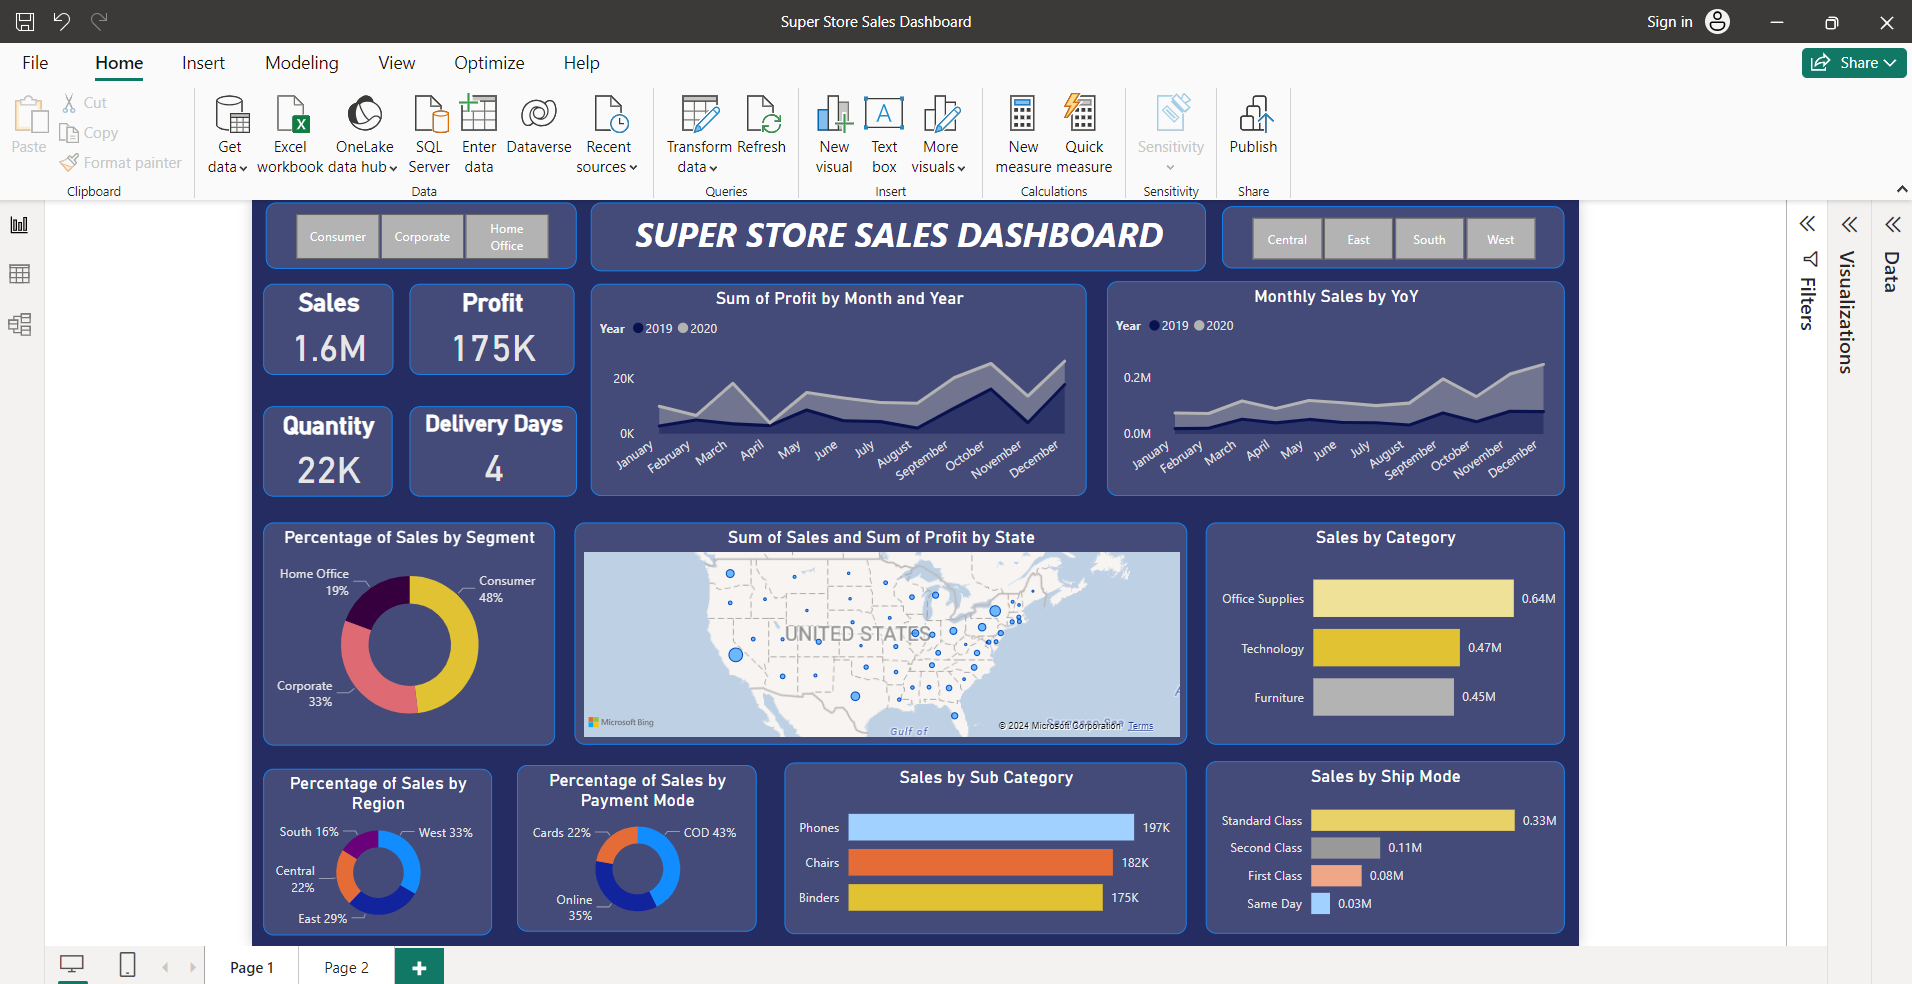 Super Store Sales Dashboard
Sign in
File
Home
Insert
Modeling
View
Optimize
Help
Share
Paste
Cut
Copy
Format painter
Clipboard
Get data
Excel workbook
OneLake data hub
SQL Server
Enter data
Dataverse
Recent sources
Data
Transform data
Refresh
Queries
New visual
Text box
More visuals
Insert
New measure
Quick measure
Calculations
Sensitivity
Sensitivity
Publish
Share
Consumer
Corporate
Home Office
SUPER STORE SALES DASHBOARD
Central
East
South
West
Filters
Visualizations
Data
Sales
1.6M
Profit
175K
Quantity
22K
Delivery Days
4
Sum of Profit by Month and Year
Year 2019 2020
20K
0K
January
February
March
April
May
June
July
August
September
October
November
December
Monthly Sales by YoY
Year 2019 2020
0.2M
0.0M
January
February
March
April
May
June
July
August
September
October
November
December
Percentage of Sales by Segment
Home Office
19%
Consumer
48%
Corporate
33%
Sum of Sales and Sum of Profit by State
UNITED STATES
Microsoft Bing
Gulf of
© 2024 Microsoft Corporation Terms
Sales by Category
Office Supplies 0.64M
Technology 0.47M
Furniture 0.45M
Percentage of Sales by
Region
South 16%
West 33%
Central
22%
East 29%
Percentage of Sales by
Payment Mode
Cards 22%
COD 43%
Online
35%
Sales by Sub Category
Phones 197K
Chairs 182K
Binders 175K
Sales by Ship Mode
Standard Class 0.33M
Second Class 0.11M
First Class 0.08M
Same Day 0.03M
Page 1
Page 2